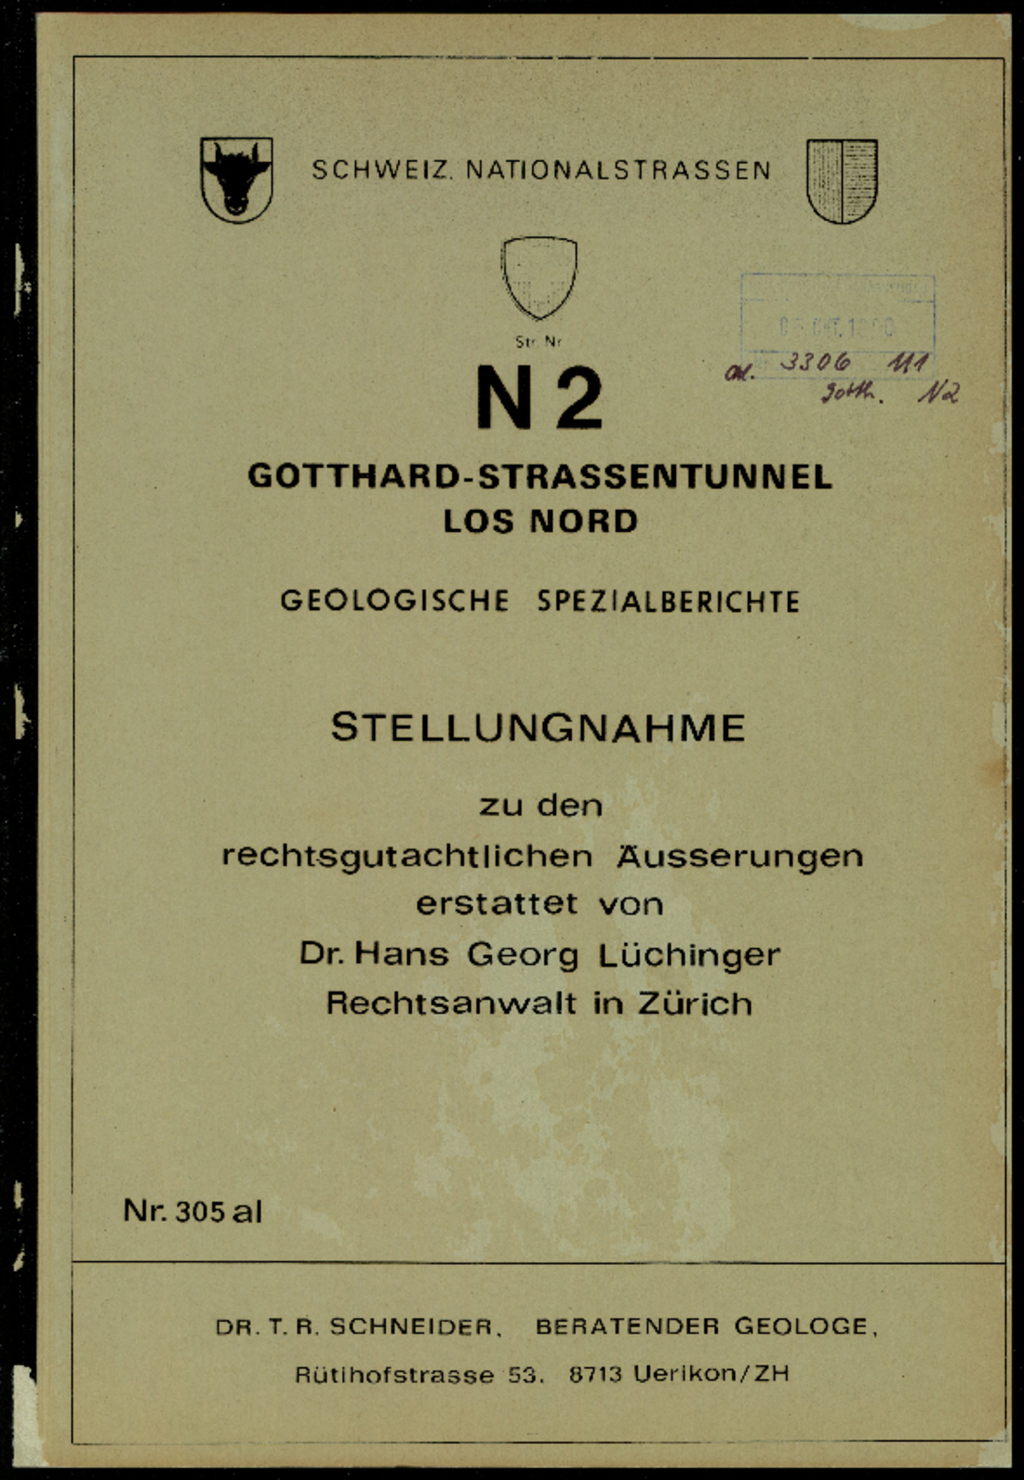 SCHWEIZ. NATIONALSTRASSEN
Str. Nr.
N2
3306 111
Gotth. N2
GOTTHARD-STRASSENTUNNEL
LOS NORD
GEOLOGISCHE SPEZIALBERICHTE
STELLUNGNAHME
zu den
rechtsgutachtlichen Äusserungen
erstattet von
Dr. Hans Georg Lüchinger
Rechtsanwalt in Zürich
Nr. 305 al
DR. T. R. SCHNEIDER, BERATENDER GEOLOGE,
Rütihofstrasse 53, 8713 Uerikon/ZH